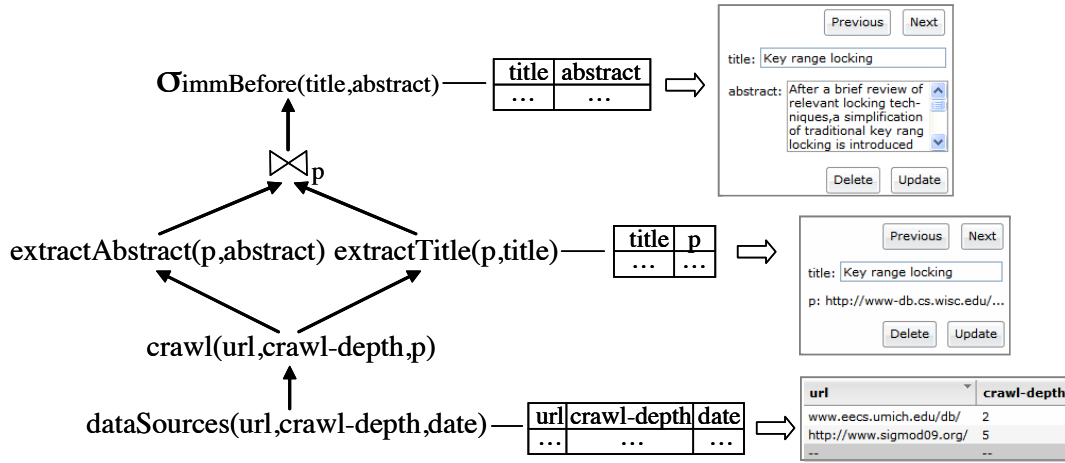 Previous Next
title: Key range locking
σimmBefore(title,abstract)
title abstract
... ...
abstract: After a brief review of
relevant locking tech-
niques,a simplification
of traditional key rang
locking is introduced
p
Delete Update
extractAbstract(p,abstract) extractTitle(p,title)
title p
... ...
Previous Next
title: Key range locking
p: http://www-db.cs.wisc.edu/...
Delete Update
crawl(url,crawl-depth,p)
dataSources(url,crawl-depth,date)
url crawl-depth date
... ... ...
url crawl-depth
www.eecs.umich.edu/db/ 2
http://www.sigmod09.org/ 5
-- --